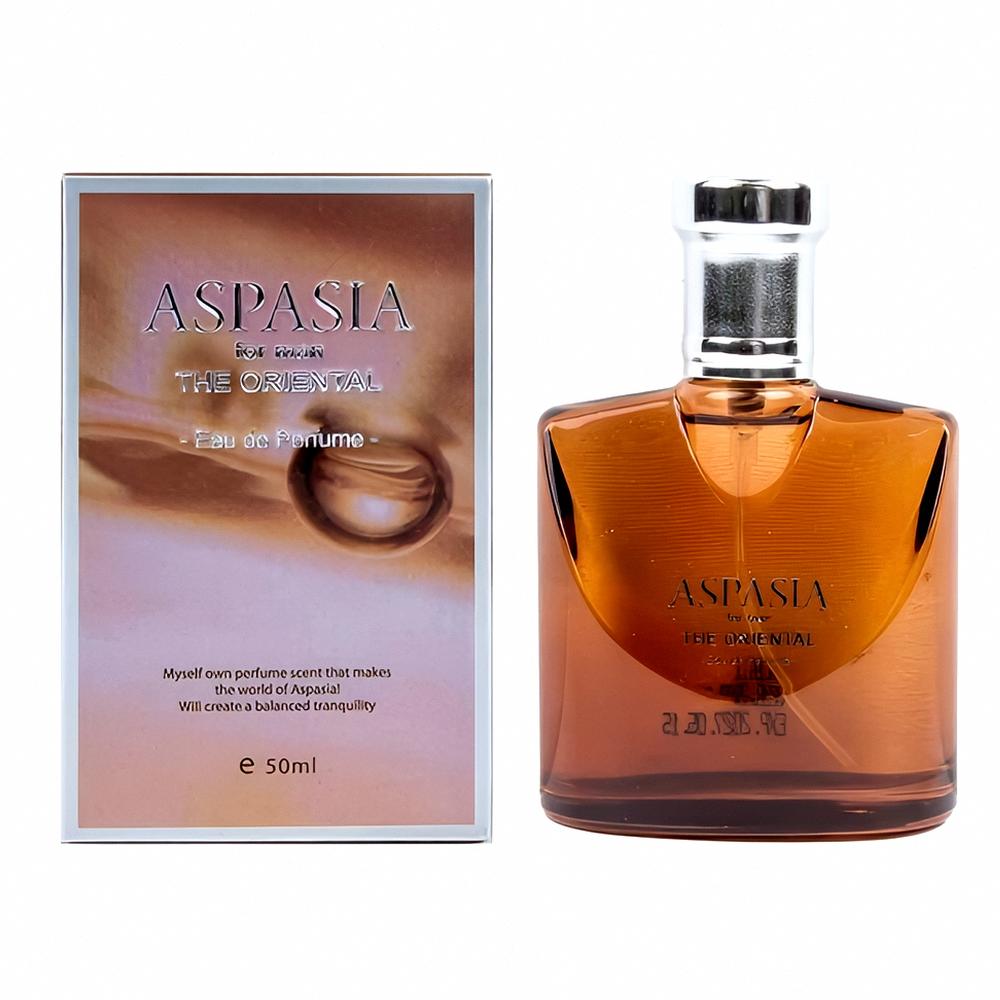 ASPASIA
for man
THE ORIENTAL
- Eau de Perfume -
Myself own perfume scent that makes
the world of Aspasia!
Will create a balanced tranquility
e 50ml
ASPASIA
THE ORIENTAL